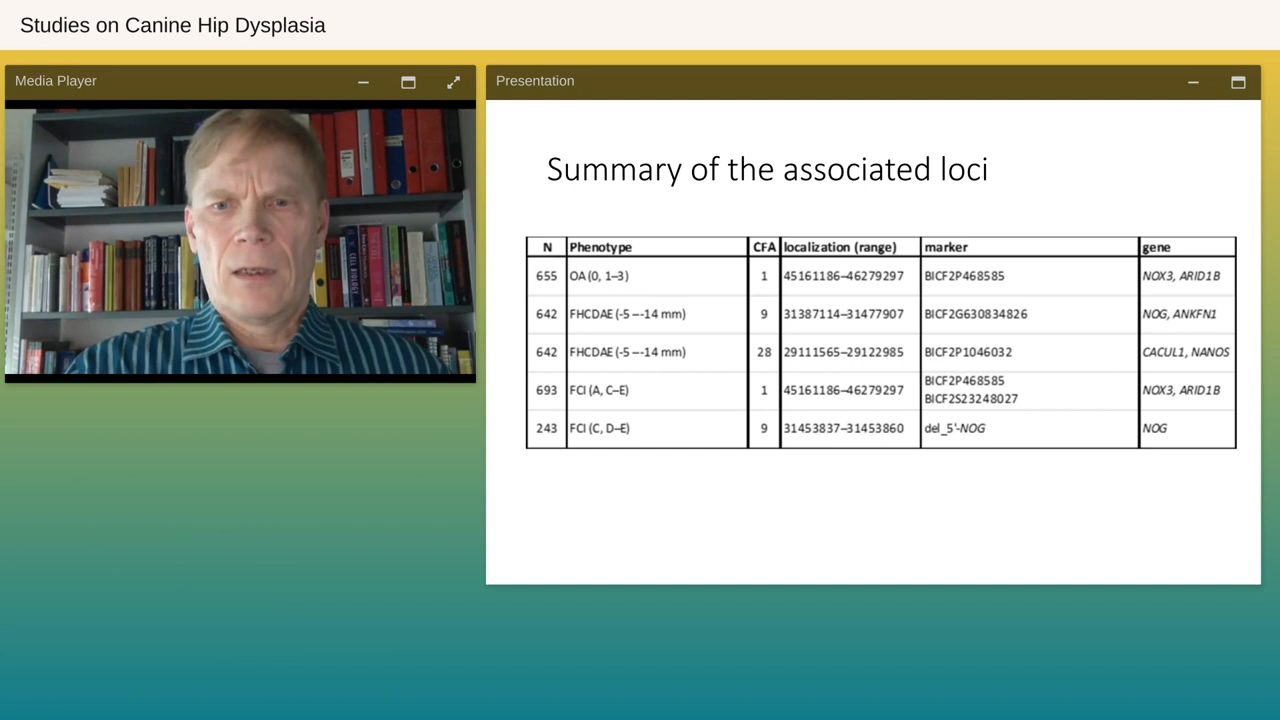 Studies on Canine Hip Dysplasia
Media Player
Presentation
Summary of the associated loci
N Phenotype CFA localization (range) marker gene
655 OA (0, 1–3) 1 45161186–46279297 BICF2P468585 NOX3, ARID1B
642 FHCDAE (-5 –-14 mm) 9 31387114–31477907 BICF2G630834826 NOG, ANKFN1
642 FHCDAE (-5 –-14 mm) 28 29111565–29122985 BICF2P1046032 CACUL1, NANOS
693 FCI (A, C–E) 1 45161186–46279297 BICF2P468585
BICF2S23248027 NOX3, ARID1B
243 FCI (C, D–E) 9 31453837–31453860 del_5'-NOG NOG
CELL BIOLOGY